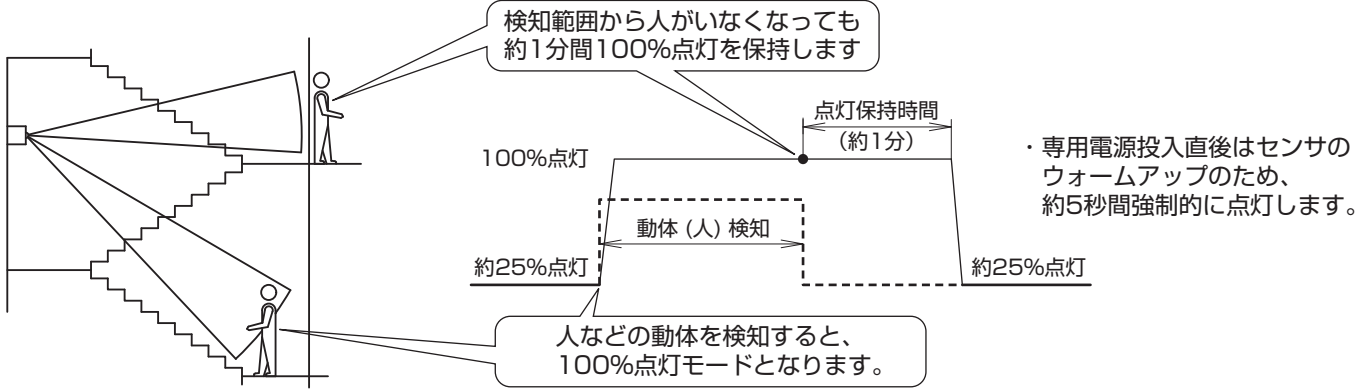 検知範囲から人がいなくなっても
約1分間100%点灯を保持します
点灯保持時間
(約1分)
100%点灯
・専用電源投入直後はセンサの
ウォームアップのため、
約5秒間強制的に点灯します。
動体 (人) 検知
約25%点灯
約25%点灯
人などの動体を検知すると、
100%点灯モードとなります。